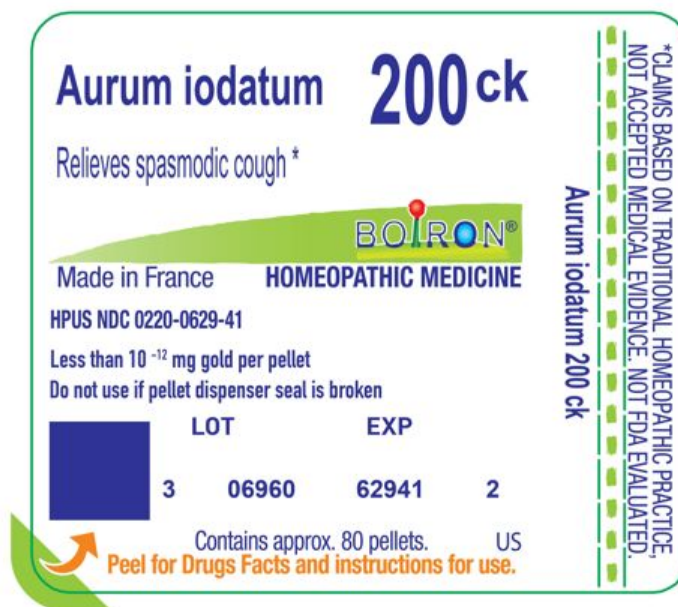 Aurum iodatum 200 ck
Relieves spasmodic cough *
BOIRON®
Made in France HOMEOPATHIC MEDICINE
HPUS NDC 0220-0629-41
Less than 10 -12 mg gold per pellet
Do not use if pellet dispenser seal is broken
LOT EXP
3 06960 62941 2
Contains approx. 80 pellets. US
Peel for Drugs Facts and instructions for use.
Aurum iodatum 200 ck
*CLAIMS BASED ON TRADITIONAL HOMEOPATHIC PRACTICE,
NOT ACCEPTED MEDICAL EVIDENCE. NOT FDA EVALUATED.